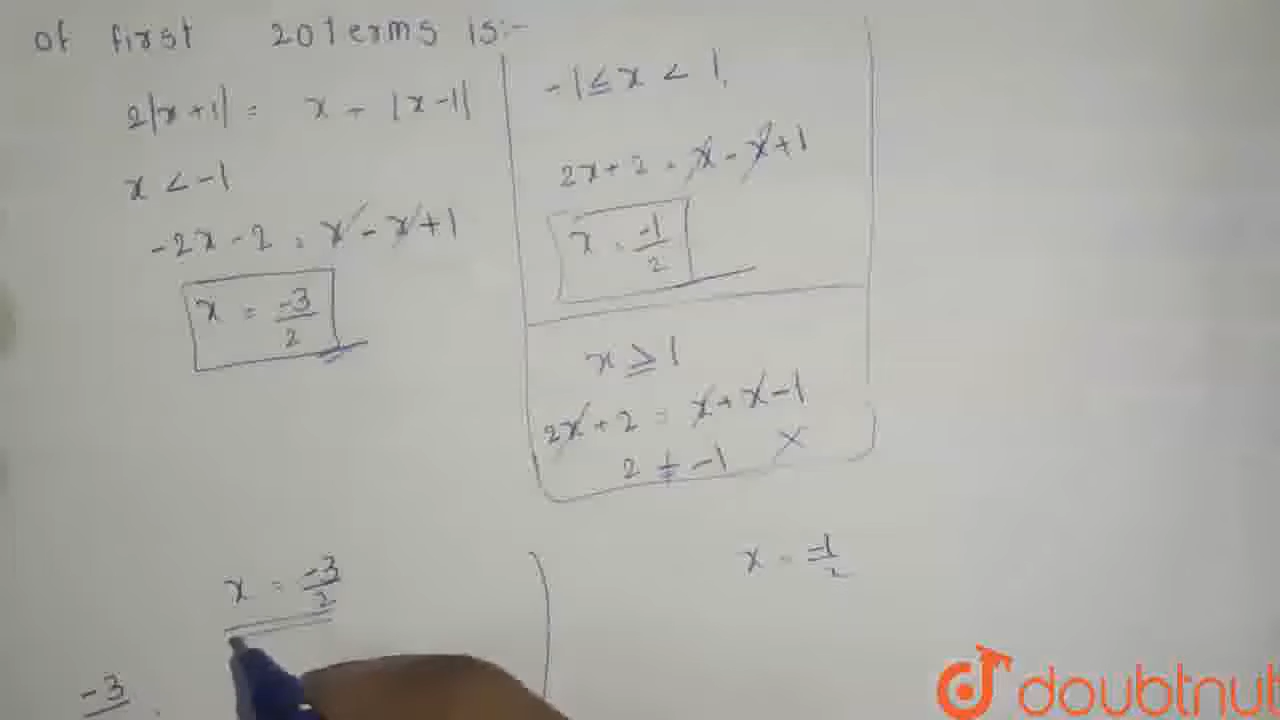 of first 20 Terms is:-
2|x+1| = x - |x-1|
x < -1
-2x - 2 = x - x + 1
x = -3/2
-1 ≤ x < 1
2x + 2 = x - x + 1
x = -1/2
x ≥ 1
2x + 2 = x + x - 1
2 ≠ -1 ×
x = -3/2
x = -1/2
-3
doubtnut